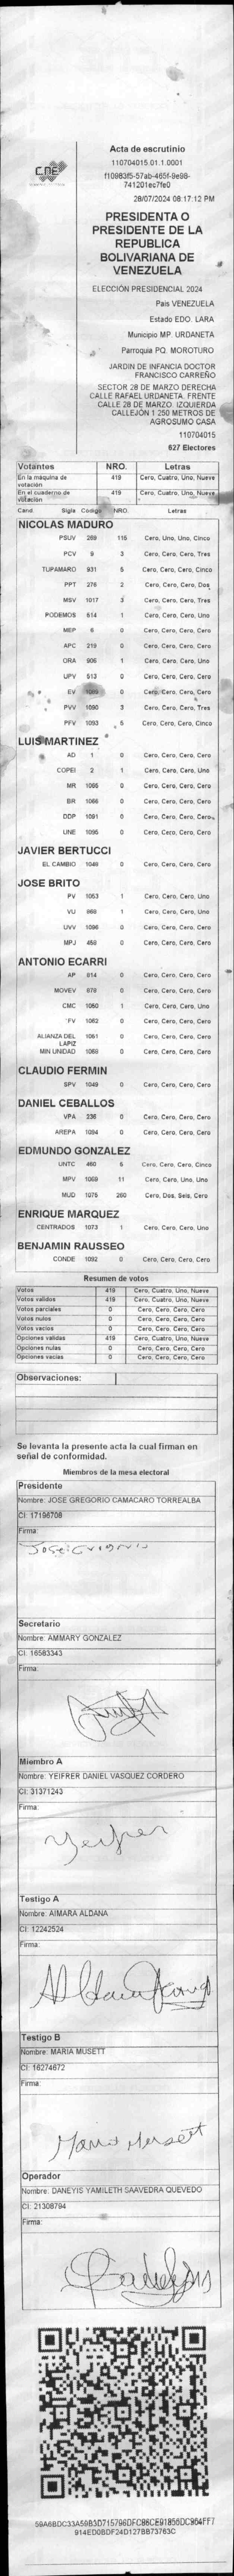 CNE
Acta de escrutinio
110704015.01.1.0001
f10983f5-57ab-465f-9e98-
741201ec7fe0
28/07/2024 08:17:12 PM
PRESIDENTA O
PRESIDENTE DE LA
REPUBLICA
BOLIVARIANA DE
VENEZUELA
ELECCIÓN PRESIDENCIAL 2024
Pais VENEZUELA
Estado EDO. LARA
Municipio MP. URDANETA
Parroquia PQ. MOROTURO
JARDIN DE INFANCIA DOCTOR
FRANCISCO CARREÑO
SECTOR 28 DE MARZO DERECHA
CALLE RAFAEL URDANETA. FRENTE
CALLE 28 DE MARZO. IZQUIERDA
CALLEJÓN 1 250 METROS DE
AGROSUMO CASA
110704015
627 Electores
Votantes NRO. Letras
En la máquina de votación 419 Cero, Cuatro, Uno, Nueve
En el cuaderno de votación 419 Cero, Cuatro, Uno, Nueve
Cand. Sigla Codigo NRO. Letras
NICOLAS MADURO
PSUV 289 115 Cero, Uno, Uno, Cinco
PCV 9 3 Cero, Cero, Cero, Tres
TUPAMARO 931 5 Cero, Cero, Cero, Cinco
PPT 276 2 Cero, Cero, Cero, Dos
MSV 1017 3 Cero, Cero, Cero, Tres
PODEMOS 514 1 Cero, Cero, Cero, Uno
MEP 6 0 Cero, Cero, Cero, Cero
APC 219 0 Cero, Cero, Cero, Cero
ORA 906 1 Cero, Cero, Cero, Uno
UPV 513 0 Cero, Cero, Cero, Cero
EV 1089 0 Cero, Cero, Cero, Cero
PVV 1090 3 Cero, Cero, Cero, Tres
PFV 1093 5 Cero, Cero, Cero, Cinco
LUIS MARTINEZ
AD 1 0 Cero, Cero, Cero, Cero
COPEI 2 1 Cero, Cero, Cero, Uno
MR 1095 0 Cero, Cero, Cero, Cero
BR 1066 0 Cero, Cero, Cero, Cero
DDP 1091 0 Cero, Cero, Cero, Cero
UNE 1095 0 Cero, Cero, Cero, Cero
JAVIER BERTUCCI
EL CAMBIO 1048 0 Cero, Cero, Cero, Cero
JOSE BRITO
PV 1053 1 Cero, Cero, Cero, Uno
VU 868 1 Cero, Cero, Cero, Uno
UVV 1096 0 Cero, Cero, Cero, Cero
MPJ 458 0 Cero, Cero, Cero, Cero
ANTONIO ECARRI
AP 814 0 Cero, Cero, Cero, Cero
MOVEV 679 0 Cero, Cero, Cero, Cero
CMC 1050 1 Cero, Cero, Cero, Uno
FV 1062 0 Cero, Cero, Cero, Cero
ALIANZA DEL LAPIZ 1051 0 Cero, Cero, Cero, Cero
MIN UNIDAD 1058 0 Cero, Cero, Cero, Cero
CLAUDIO FERMIN
SPV 1049 0 Cero, Cero, Cero, Cero
DANIEL CEBALLOS
VPA 236 0 Cero, Cero, Cero, Cero
AREPA 1084 0 Cero, Cero, Cero, Cero
EDMUNDO GONZALEZ
UNTC 460 5 Cero, Cero, Cero, Cinco
MPV 1069 11 Cero, Cero, Uno, Uno
MUD 1075 260 Cero, Dos, Seis, Cero
ENRIQUE MARQUEZ
CENTRADOS 1073 1 Cero, Cero, Cero, Uno
BENJAMIN RAUSSEO
CONDE 1092 0 Cero, Cero, Cero, Cero
Resumen de votos
Votos 419 Cero, Cuatro, Uno, Nueve
Votos validos 419 Cero, Cuatro, Uno, Nueve
Votos parciales 0 Cero, Cero, Cero, Cero
Votos nulos 0 Cero, Cero, Cero, Cero
Votos vacios 0 Cero, Cero, Cero, Cero
Opciones validas 419 Cero, Cuatro, Uno, Nueve
Opciones nulas 0 Cero, Cero, Cero, Cero
Opciones vacias 0 Cero, Cero, Cero, Cero
Observaciones:
Se levanta la presente acta la cual firman en
señal de conformidad.
Miembros de la mesa electoral
Presidente
Nombre: JOSE GREGORIO CAMACARO TORREALBA
CI: 17196708
Firma:
Secretario
Nombre: AMMARY GONZALEZ
CI: 16583343
Firma:
Miembro A
Nombre: YEIFRER DANIEL VASQUEZ CORDERO
CI: 31371243
Firma:
Yeifrer
Testigo A
Nombre: AIMARA ALDANA
CI: 12242524
Firma:
Testigo B
Nombre: MARIA MUSETT
CI: 16274672
Firma:
Maria Musett
Operador
Nombre: DANEYIS YAMILETH SAAVEDRA QUEVEDO
CI: 21308794
Firma:
59A6BDC33A59B3D715796DFC86CE91856DC964FF7
914ED0BDF24D127BB73763C